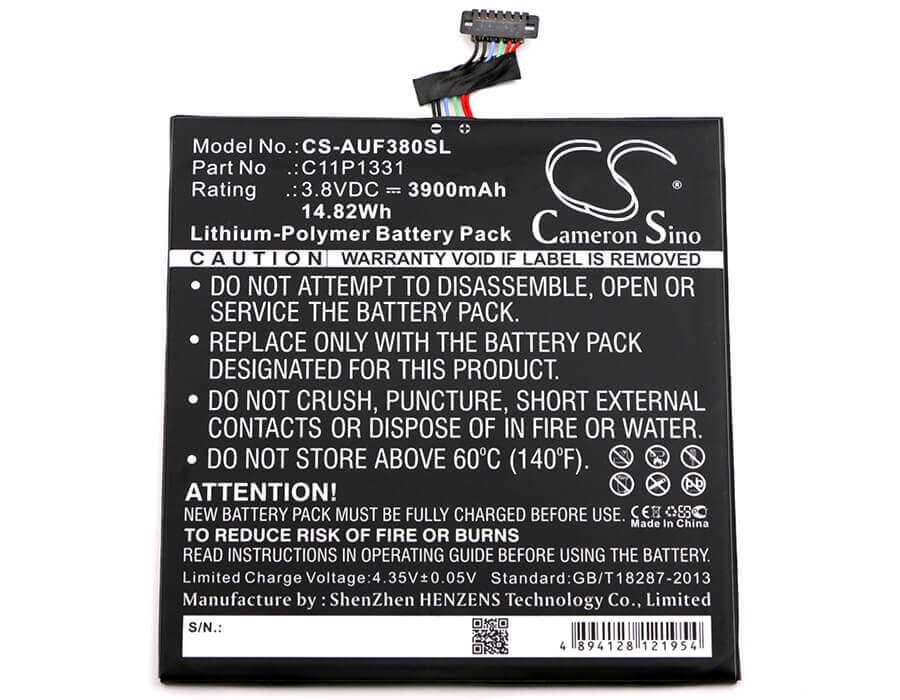 Model No.: CS-AUF380SL
Part No .: C11P1331
Rating .: 3.8VDC ⎓ 3900mAh
14.82Wh
Lithium-Polymer Battery Pack
CS ®
Cameron Sino
CAUTION WARRANTY VOID IF LABEL IS REMOVED
• DO NOT ATTEMPT TO DISASSEMBLE, OPEN OR
SERVICE THE BATTERY PACK.
• REPLACE ONLY WITH THE BATTERY PACK
DESIGNATED FOR THIS PRODUCT.
• DO NOT CRUSH, PUNCTURE, SHORT EXTERNAL
CONTACTS OR DISPOSE OF IN FIRE OR WATER.
• DO NOT STORE ABOVE 60°C (140°F).
Pb
ATTENTION!
NEW BATTERY PACK MUST BE FULLY CHARGED BEFORE USE.
CE
Made In China
TO REDUCE RISK OF FIRE OR BURNS
READ INSTRUCTIONS IN OPERATING GUIDE BEFORE USING THE BATTERY.
Limited Charge Voltage:4.35V±0.05V Standard:GB/T18287-2013
Manufacture by : ShenZhen HENZENS Technology Co., Limited
S/N.:
4 894128 121954